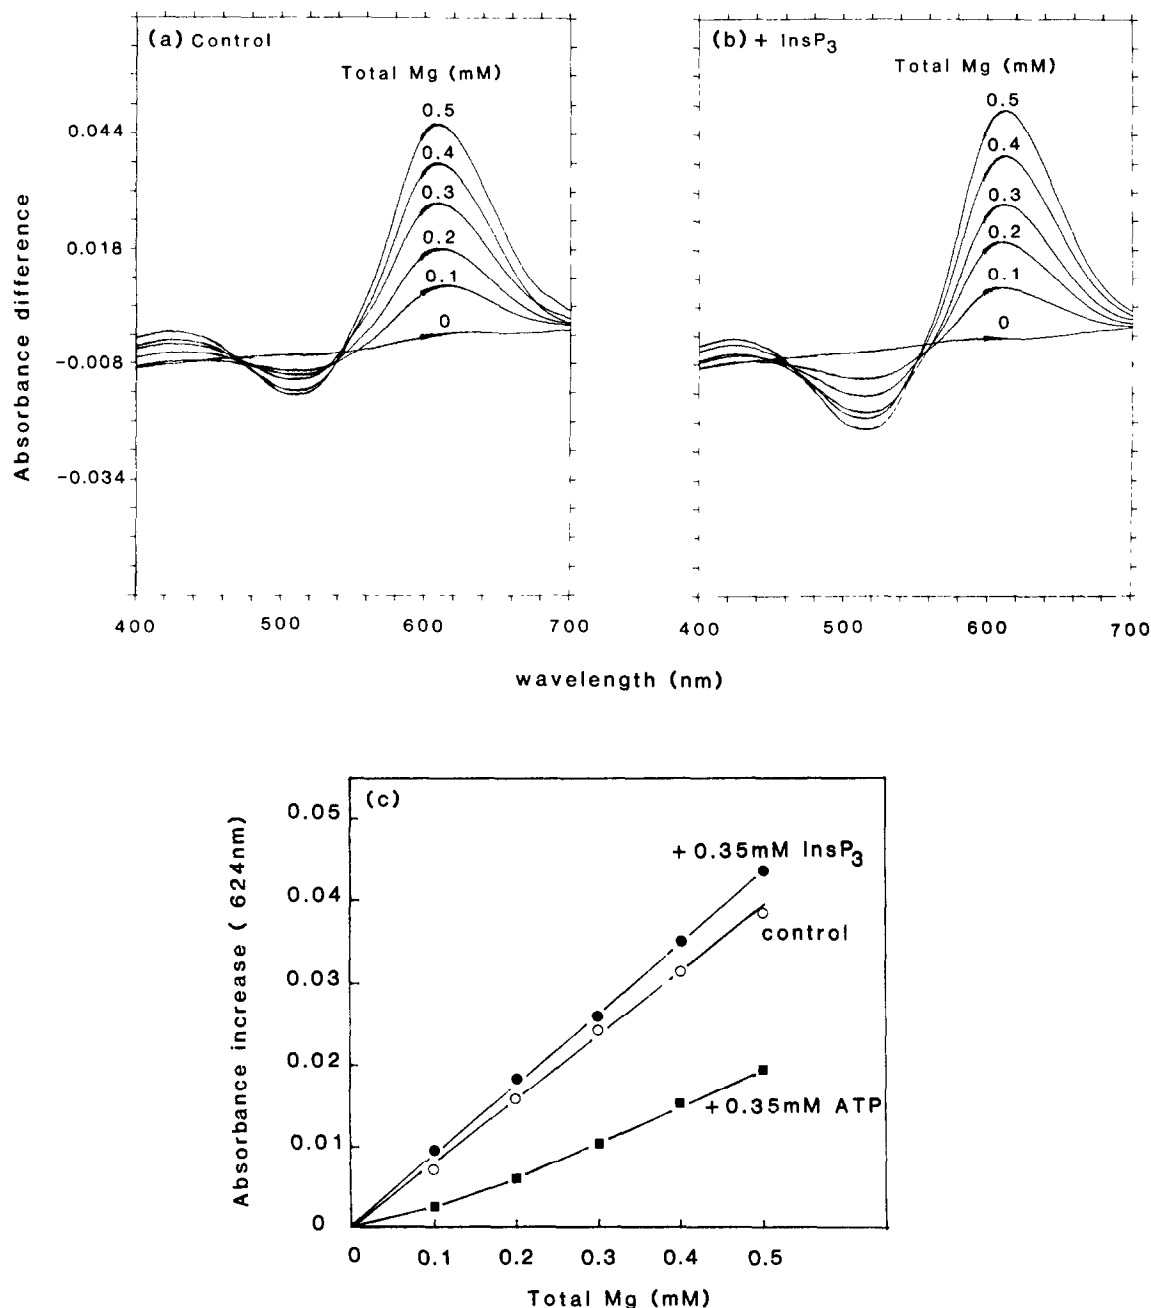 (a) Control
Total Mg (mM)
0.5
0.4
0.3
0.2
0.1
0
0.044
0.018
-0.008
-0.034
Absorbance difference
400 500 600 700
(b) + InsP3
Total Mg (mM)
0.5
0.4
0.3
0.2
0.1
0
400 500 600 700
wavelength (nm)
(c)
0.05
0.04
0.03
0.02
0.01
0
Absorbance increase ( 624nm)
+0.35mM InsP3
control
+0.35mM ATP
0 0.1 0.2 0.3 0.4 0.5
Total Mg (mM)